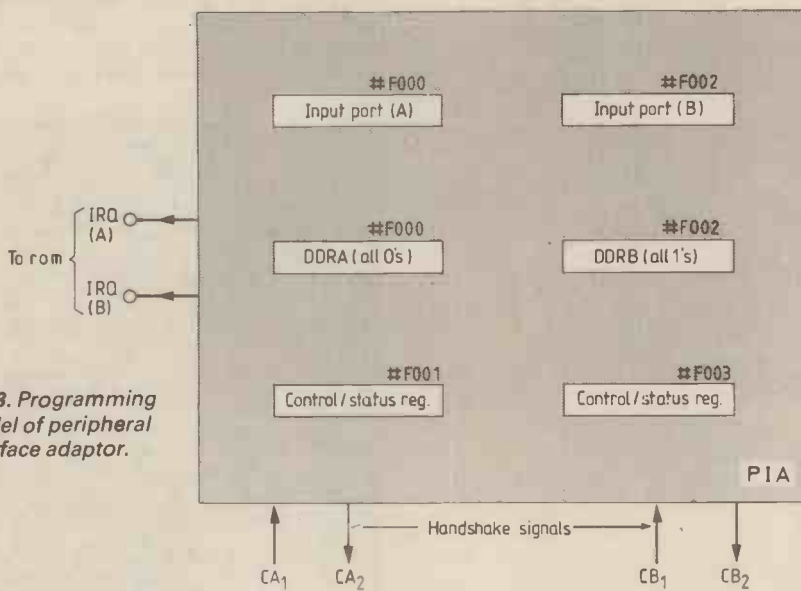 #F000
Input port (A)
#F002
Input port (B)
IRQ
(A)
To rom
IRQ
(B)
#F000
DDRA (all 0's)
#F002
DDRB (all 1's)
3. Programming
el of peripheral
face adaptor.
#F001
Control / status reg.
#F003
Control / status reg.
PIA
Handshake signals
CA₁
CA₂
CB₁
CB₂